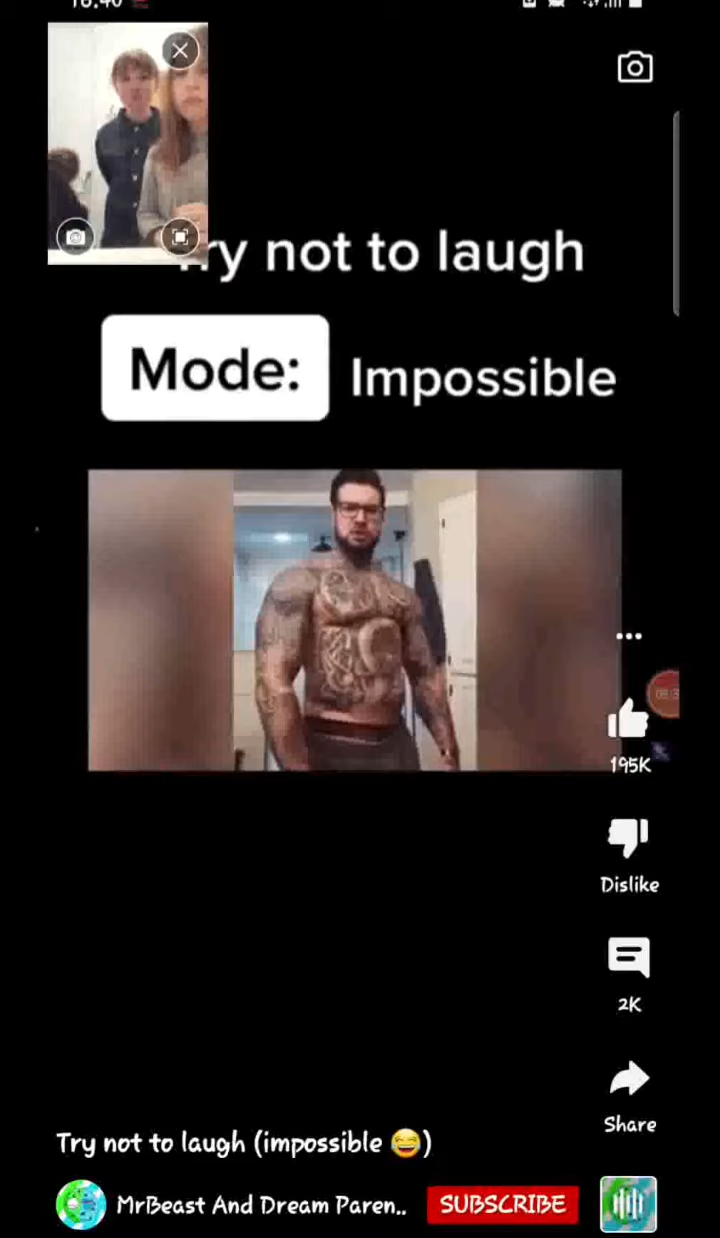 Try not to laugh
Mode: Impossible
195K
Dislike
2K
Share
Try not to laugh (impossible 😂)
MrBeast And Dream Paren..
SUBSCRIBE